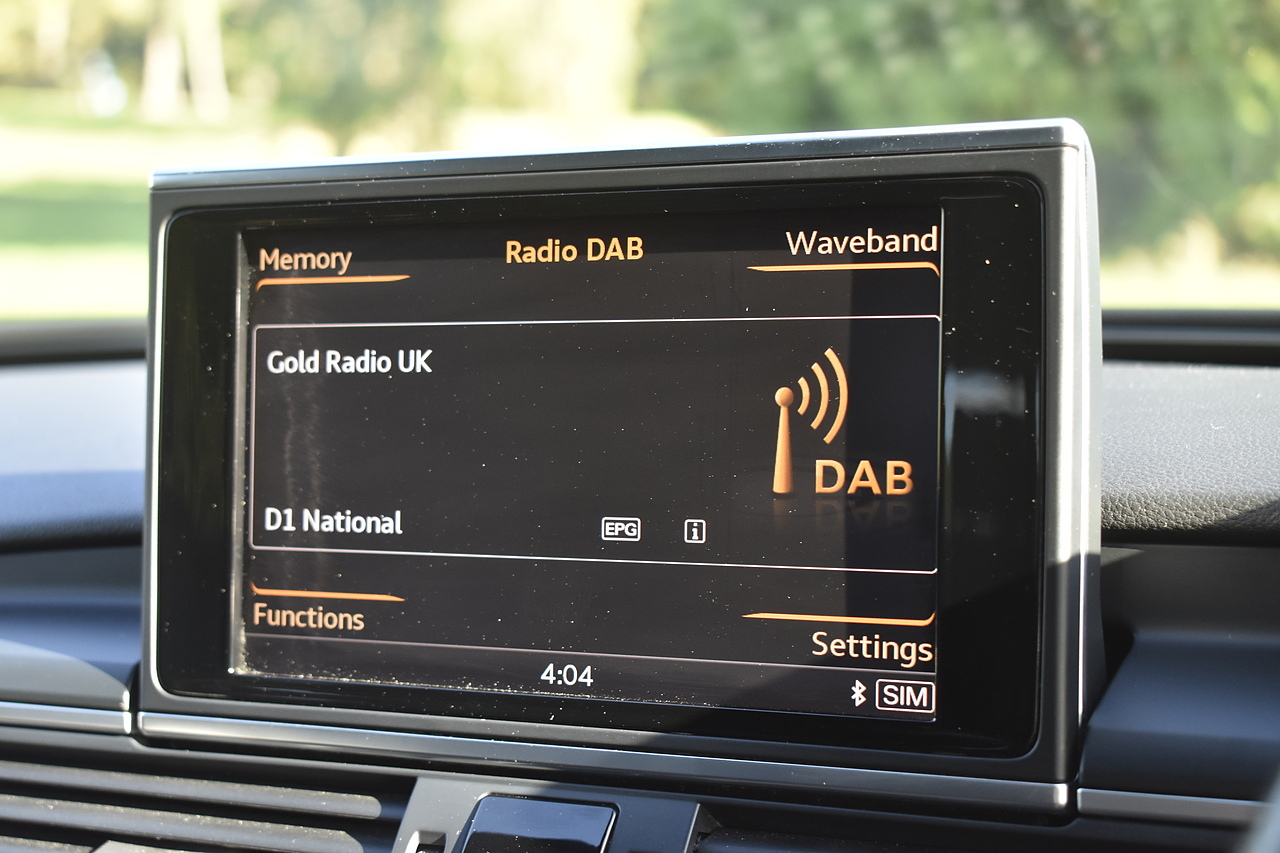 Memory
Radio DAB
Waveband
Gold Radio UK
DAB
D1 National
EPG
i
Functions
Settings
4:04
SIM